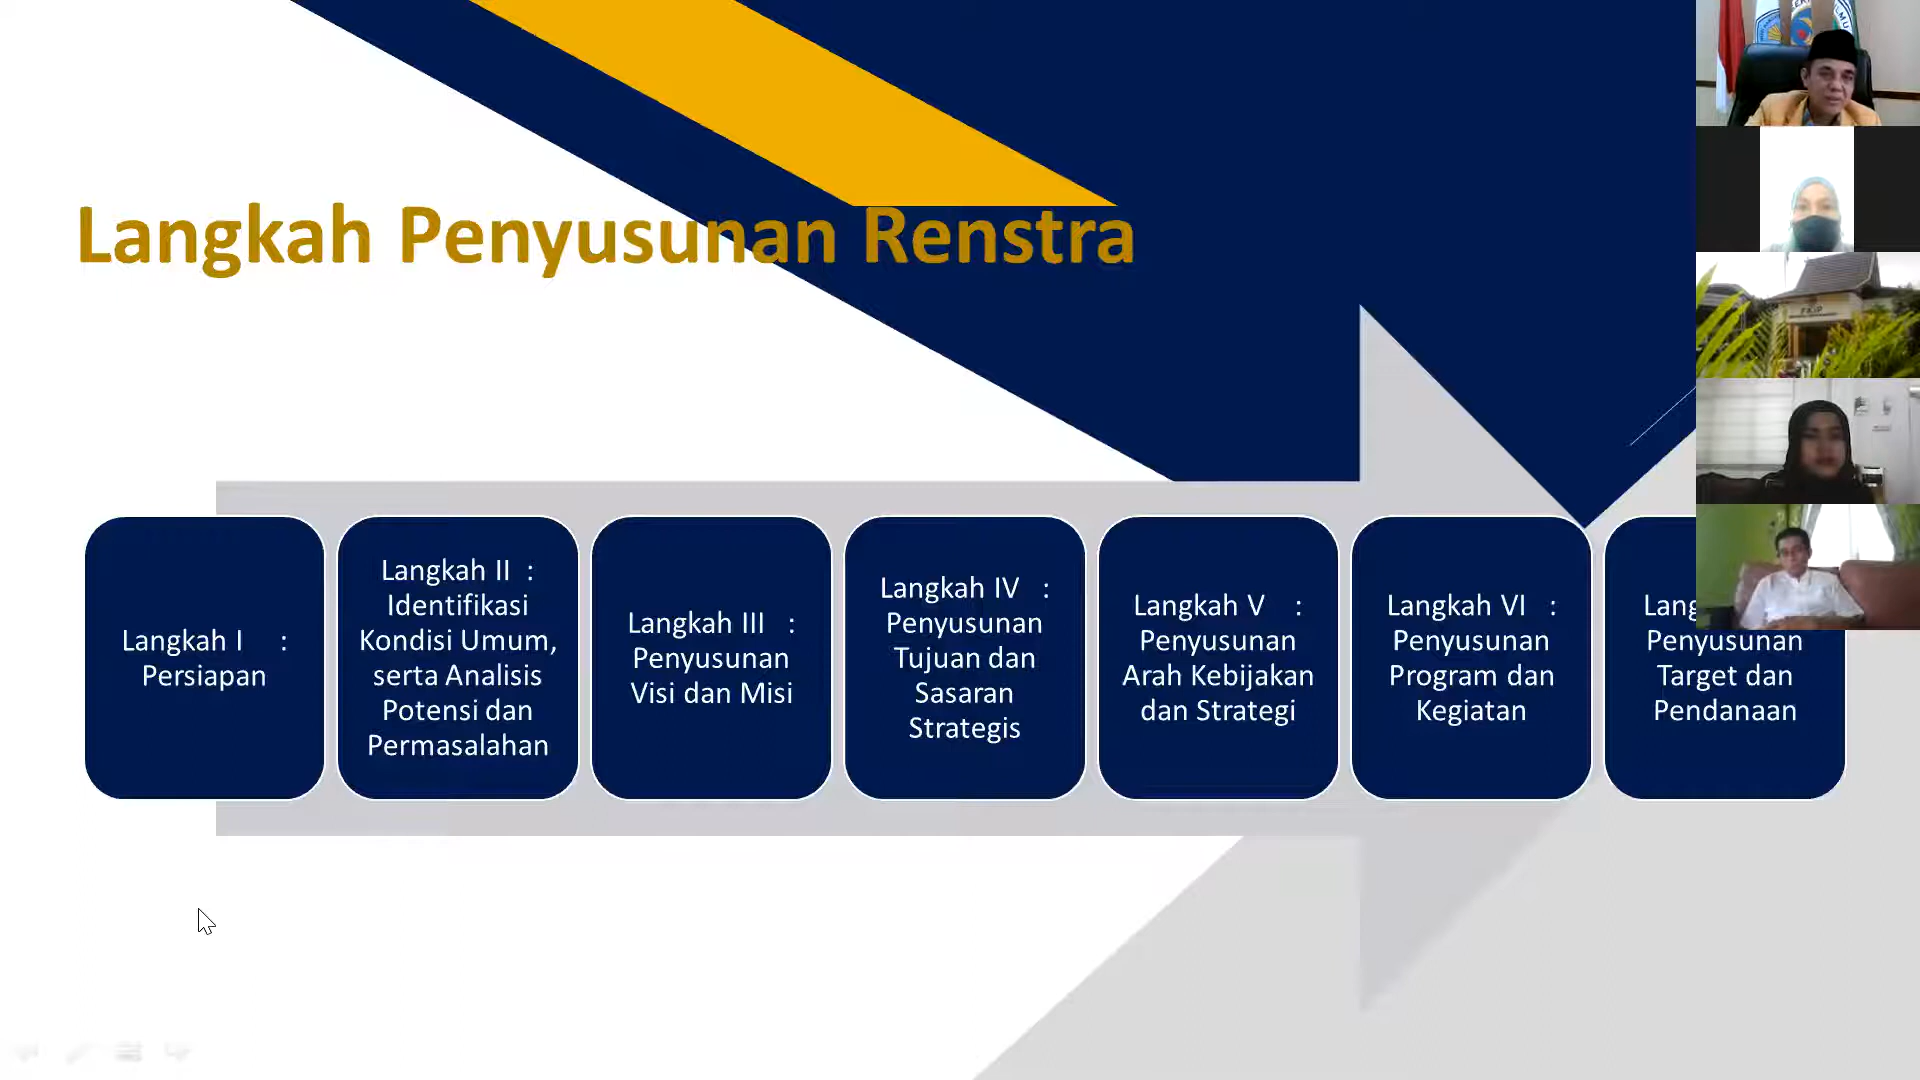 Langkah Penyusunan Renstra
Langkah I :
Persiapan
Langkah II :
Identifikasi
Kondisi Umum,
serta Analisis
Potensi dan
Permasalahan
Langkah III :
Penyusunan
Visi dan Misi
Langkah IV :
Penyusunan
Tujuan dan
Sasaran
Strategis
Langkah V :
Penyusunan
Arah Kebijakan
dan Strategi
Langkah VI :
Penyusunan
Program dan
Kegiatan
Penyusunan
Target dan
Pendanaan
FKIP